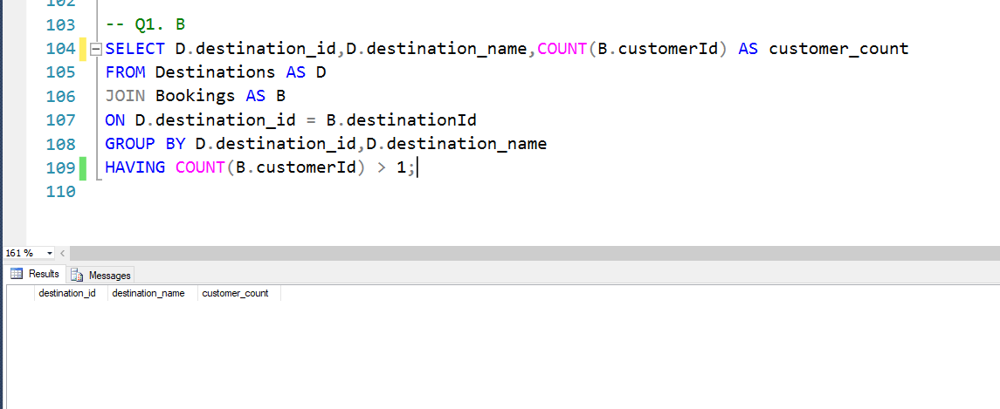 102
103 -- Q1. B
104 SELECT D.destination_id,D.destination_name,COUNT(B.customerId) AS customer_count
105 FROM Destinations AS D
106 JOIN Bookings AS B
107 ON D.destination_id = B.destinationId
108 GROUP BY D.destination_id,D.destination_name
109 HAVING COUNT(B.customerId) > 1;
110
161 %
Results Messages
destination_id destination_name customer_count